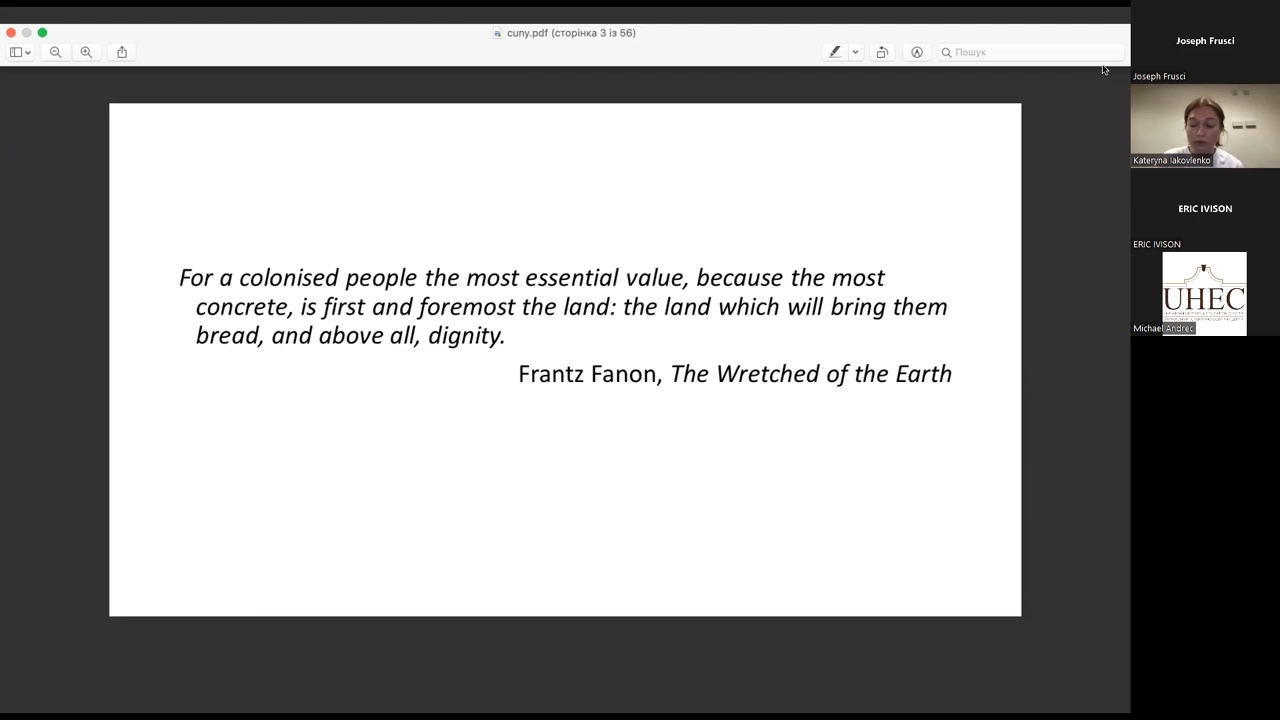 cuny.pdf (сторінка 3 із 56)
Пошук
For a colonised people the most essential value, because the most
concrete, is first and foremost the land: the land which will bring them
bread, and above all, dignity.
Frantz Fanon, The Wretched of the Earth
Joseph Frusci
Joseph Frusci
Kateryna Iakovlenko
ERIC IVISON
ERIC IVISON
UHEC
Michael Andrec